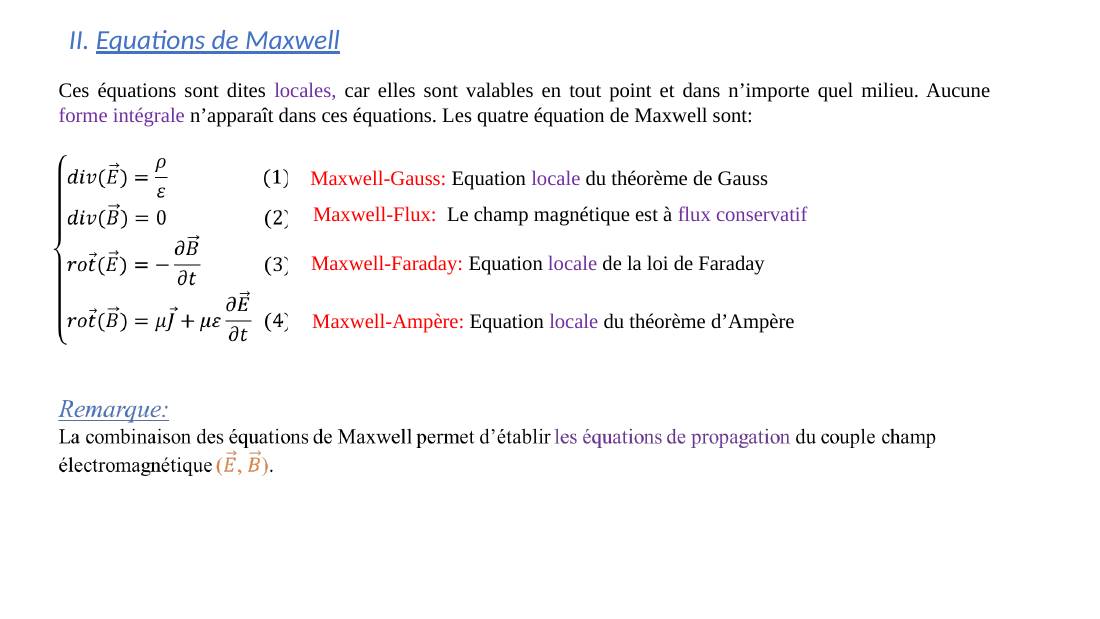 II. Equations de Maxwell
Ces équations sont dites locales, car elles sont valables en tout point et dans n’importe quel milieu. Aucune
forme intégrale n’apparaît dans ces équations. Les quatre équation de Maxwell sont:
div(E⃗) = ρ/ε (1) Maxwell-Gauss: Equation locale du théorème de Gauss
div(B⃗) = 0 (2) Maxwell-Flux: Le champ magnétique est à flux conservatif
rot⃗(E⃗) = − ∂B⃗/∂t (3) Maxwell-Faraday: Equation locale de la loi de Faraday
rot⃗(B⃗) = μJ⃗ + με ∂E⃗/∂t (4) Maxwell-Ampère: Equation locale du théorème d’Ampère
Remarque:
La combinaison des équations de Maxwell permet d’établir les équations de propagation du couple champ
électromagnétique (E⃗, B⃗).